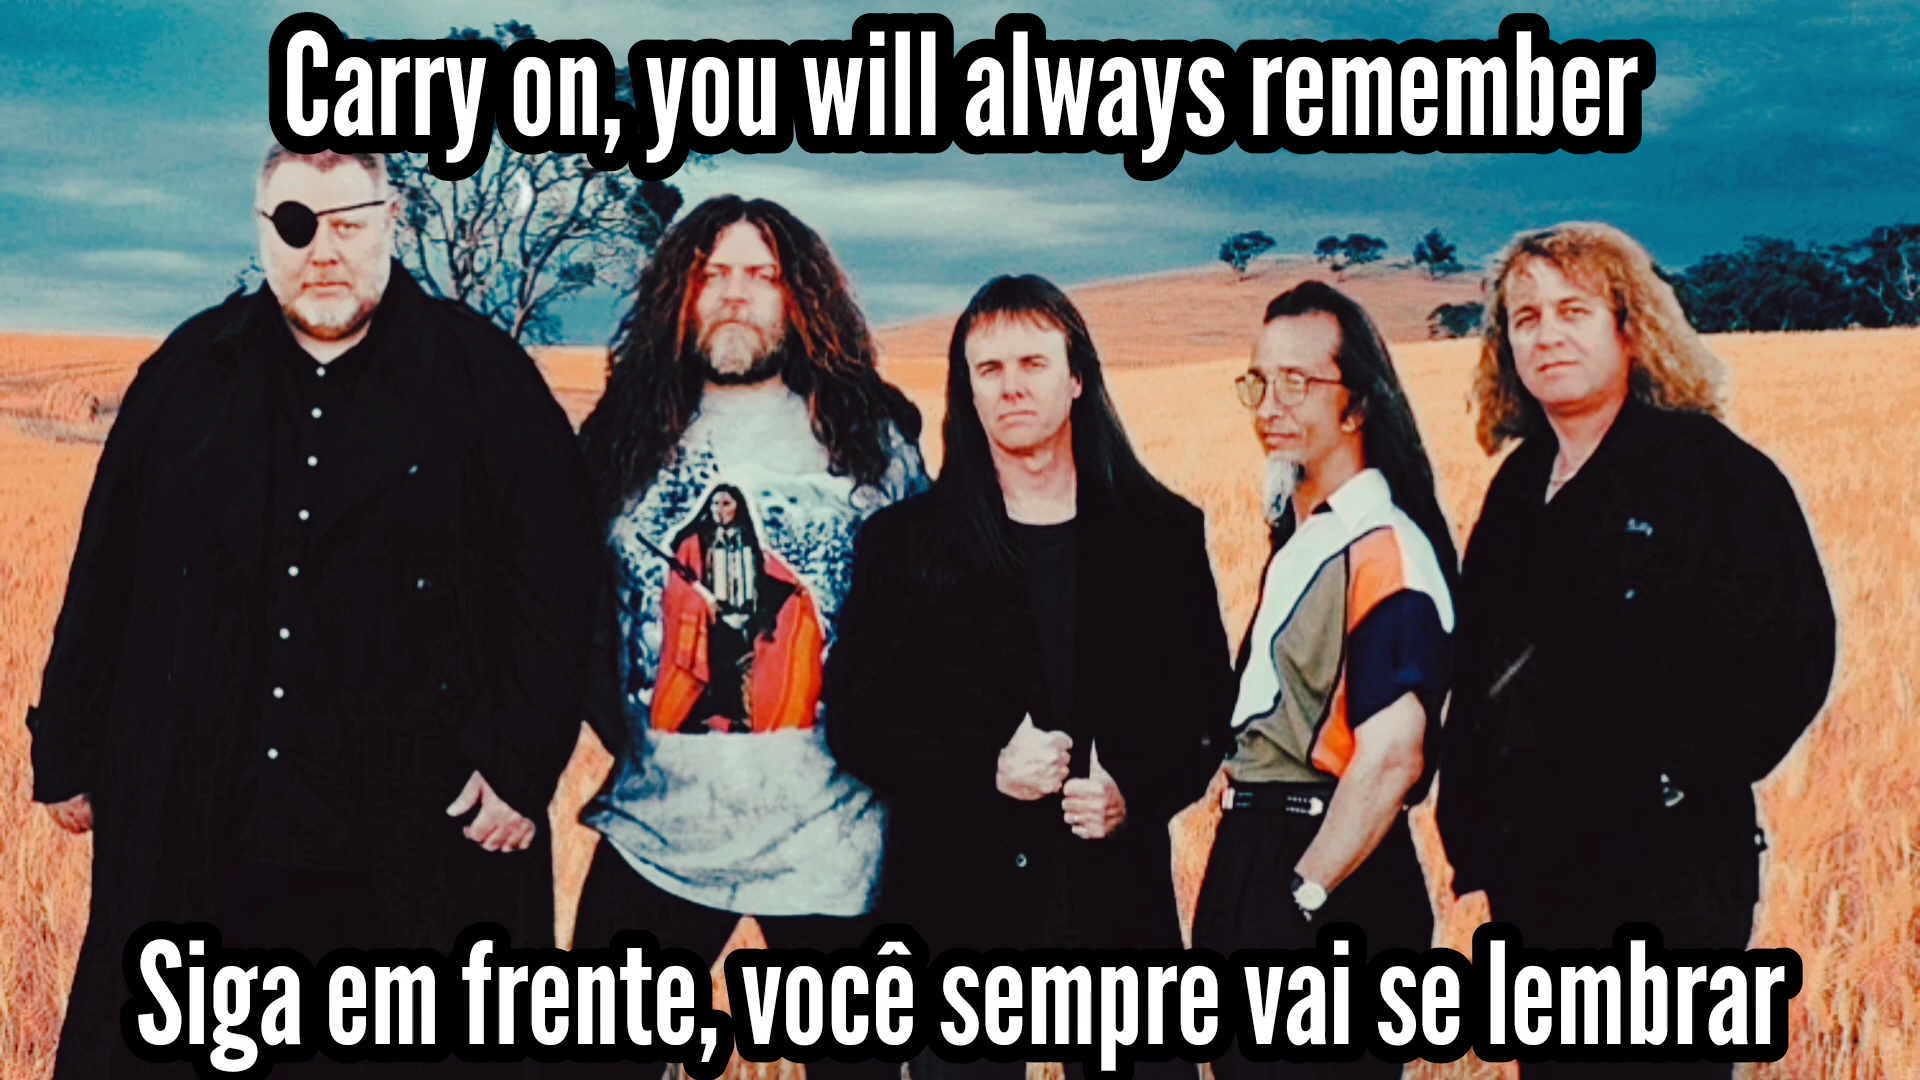 Carry on, you will always remember
Siga em frente, você sempre vai se lembrar